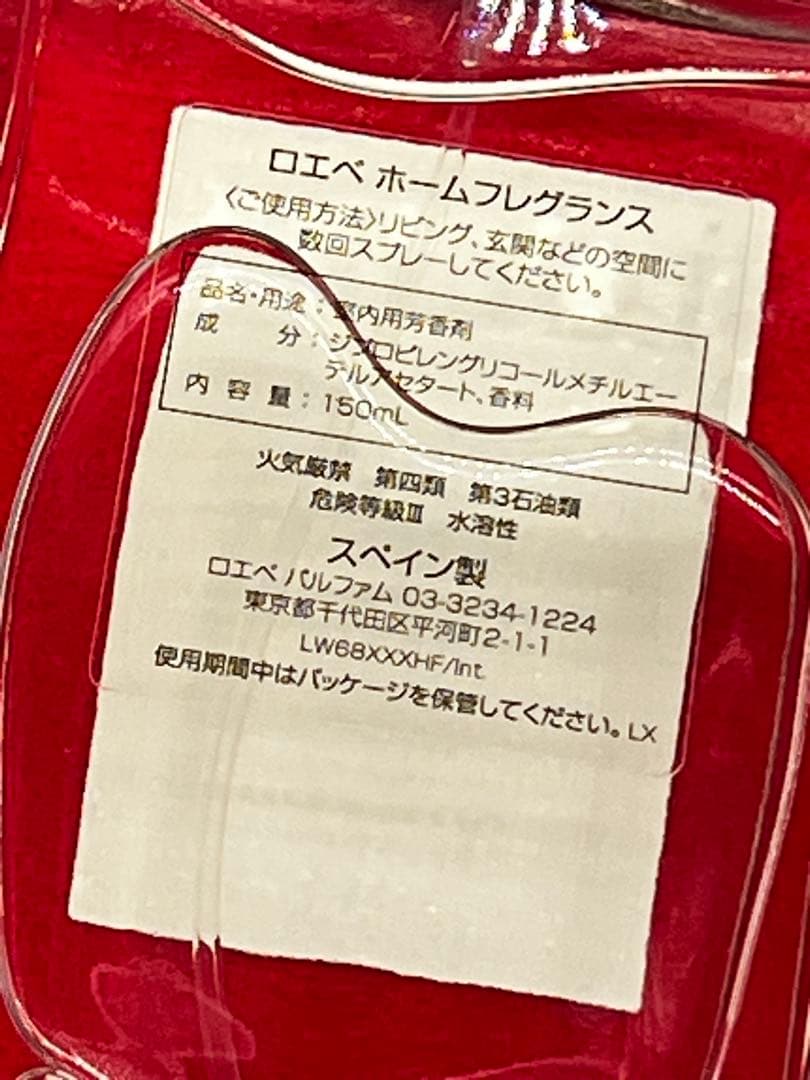 ロエベ ホームフレグランス
〈ご使用方法〉リビング、玄関などの空間に
数回スプレーしてください。
品名・用途：室内用芳香剤
成 分：ジプロピレングリコールメチルエー
テルアセタート、香料
内 容 量：150mL
火気厳禁 第四類 第3石油類
危険等級Ⅲ 水溶性
スペイン製
ロエベ パルファム 03-3234-1224
東京都千代田区平河町2-1-1
LW68XXXHF/Int.
使用期間中はパッケージを保管してください。LX